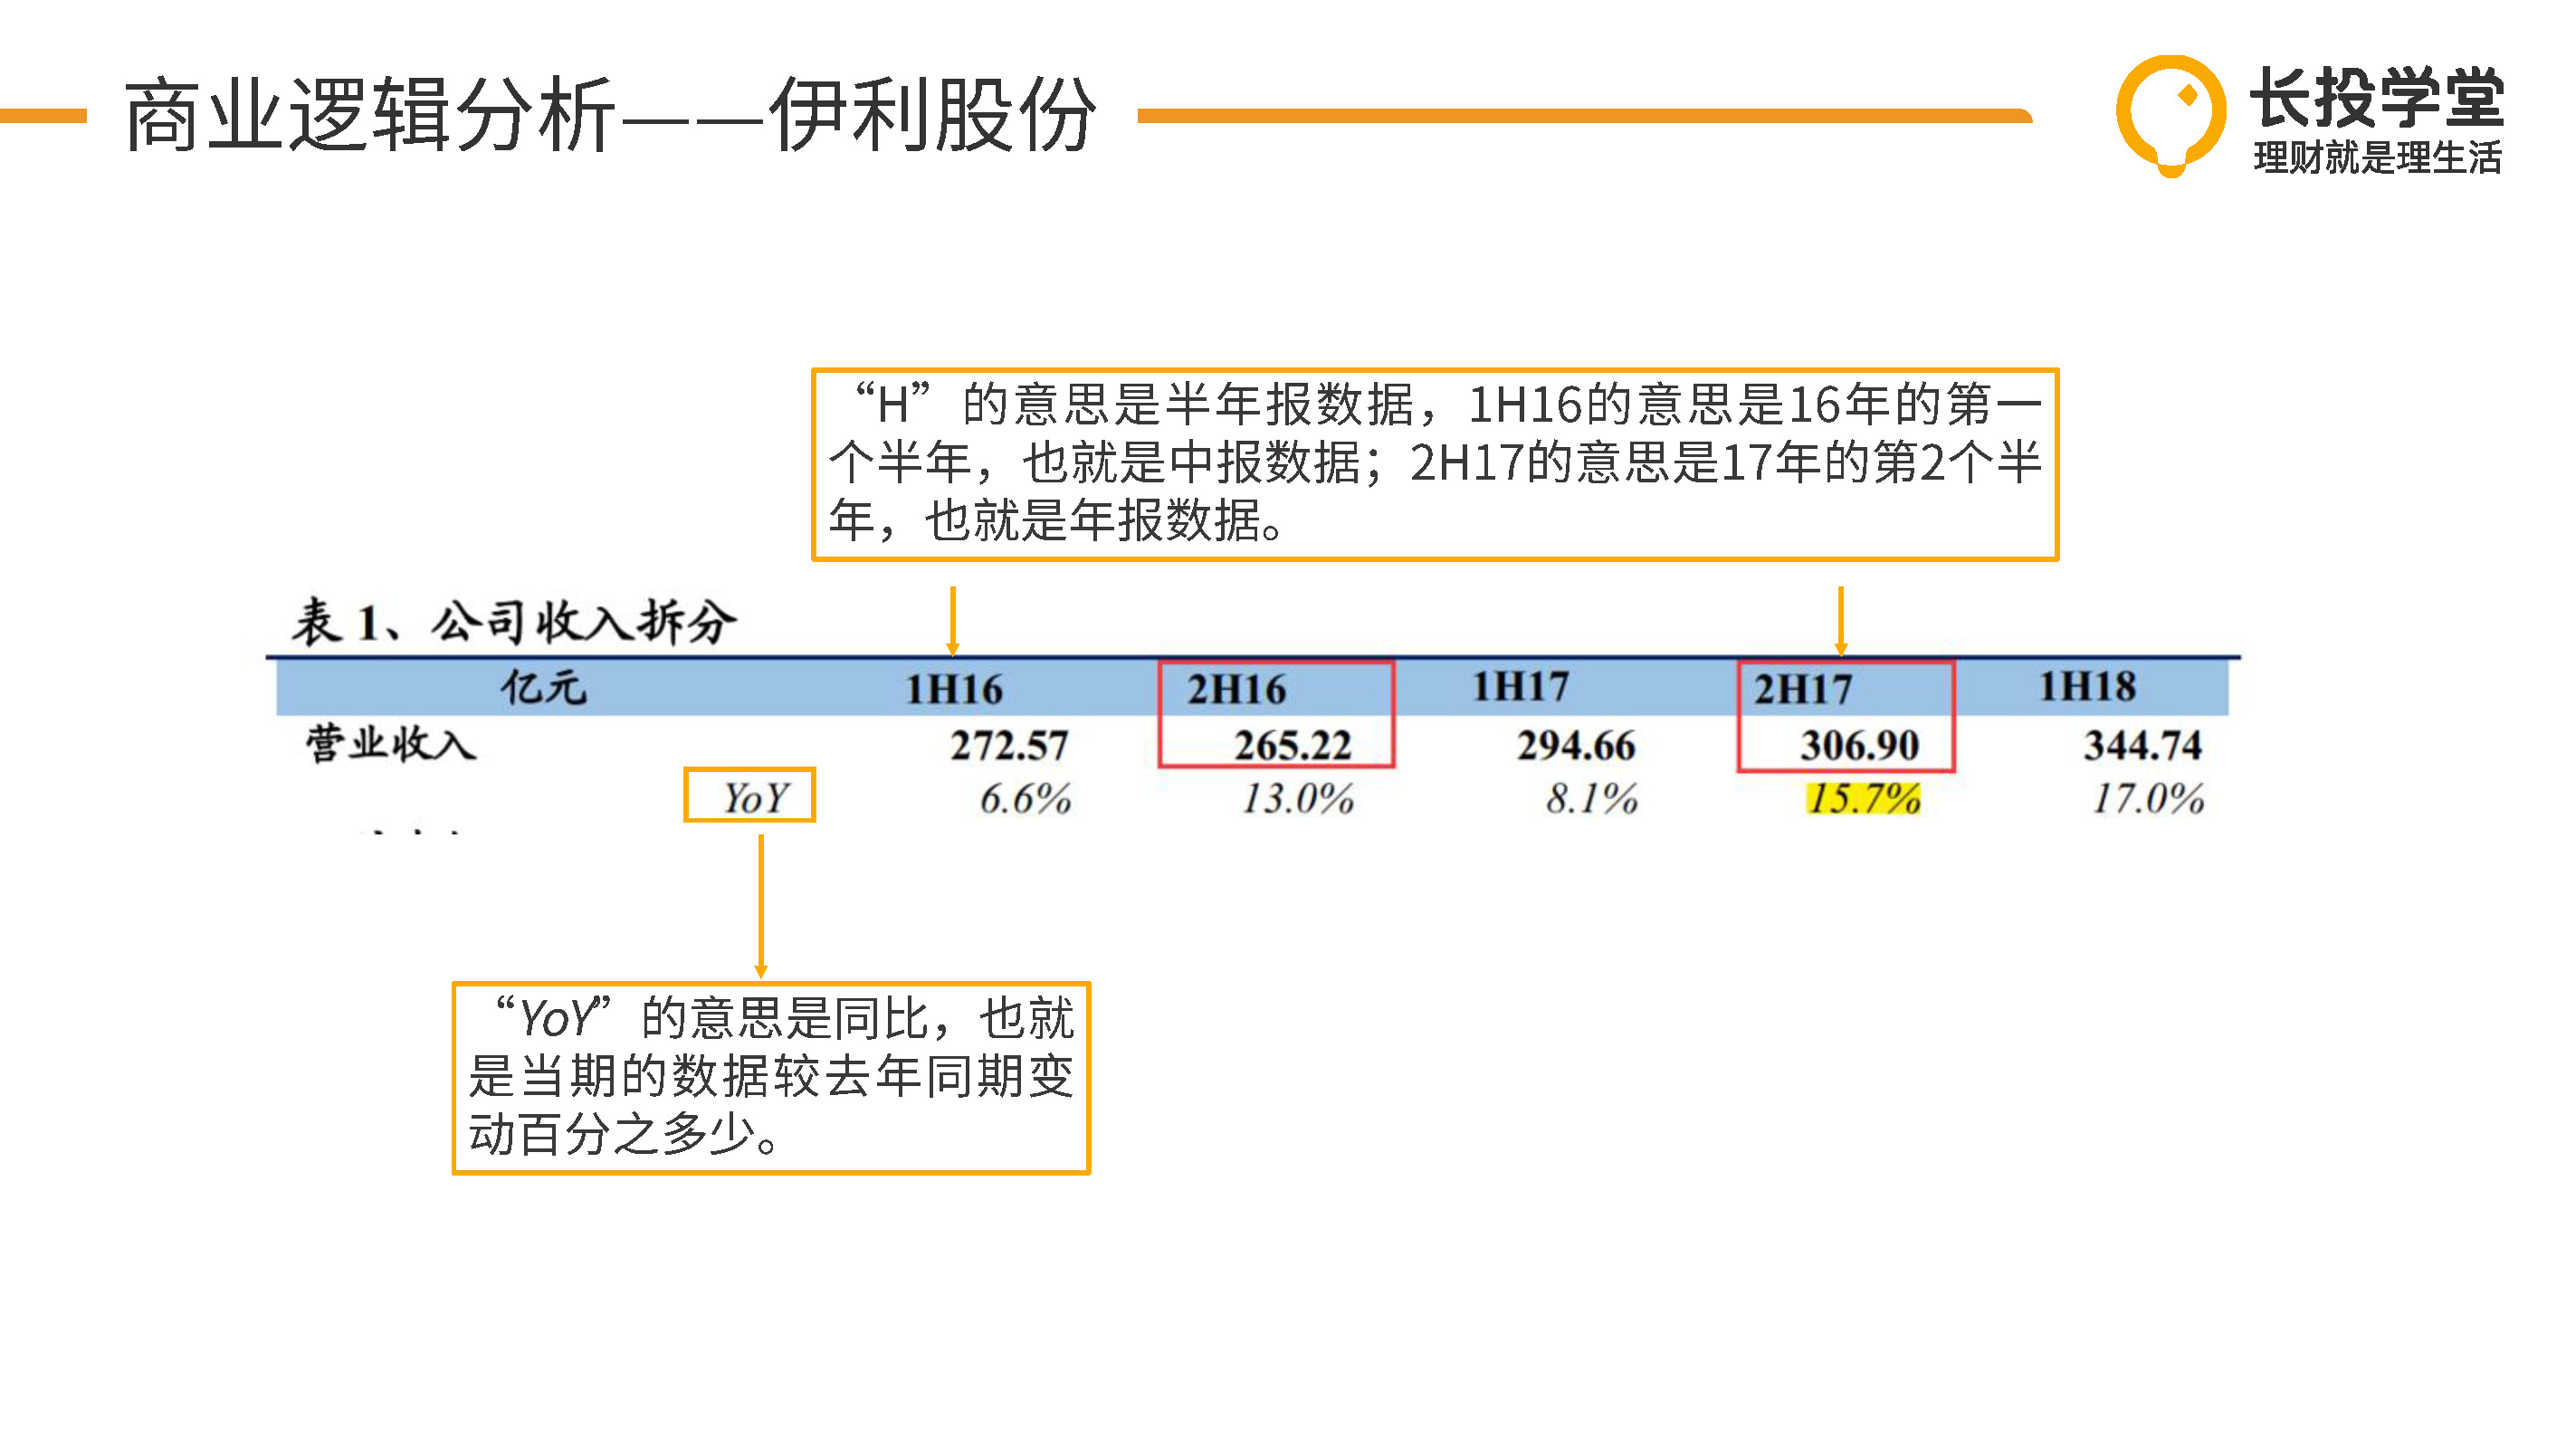 商业逻辑分析——伊利股份
长投学堂
理财就是理生活
“H”的意思是半年报数据，1H16的意思是16年的第一
个半年，也就是中报数据；2H17的意思是17年的第2个半
年，也就是年报数据。
表 1、公司收入拆分
亿元 1H16 2H16 1H17 2H17 1H18
营业收入 272.57 265.22 294.66 306.90 344.74
YoY 6.6% 13.0% 8.1% 15.7% 17.0%
“YoY”的意思是同比，也就
是当期的数据较去年同期变
动百分之多少。